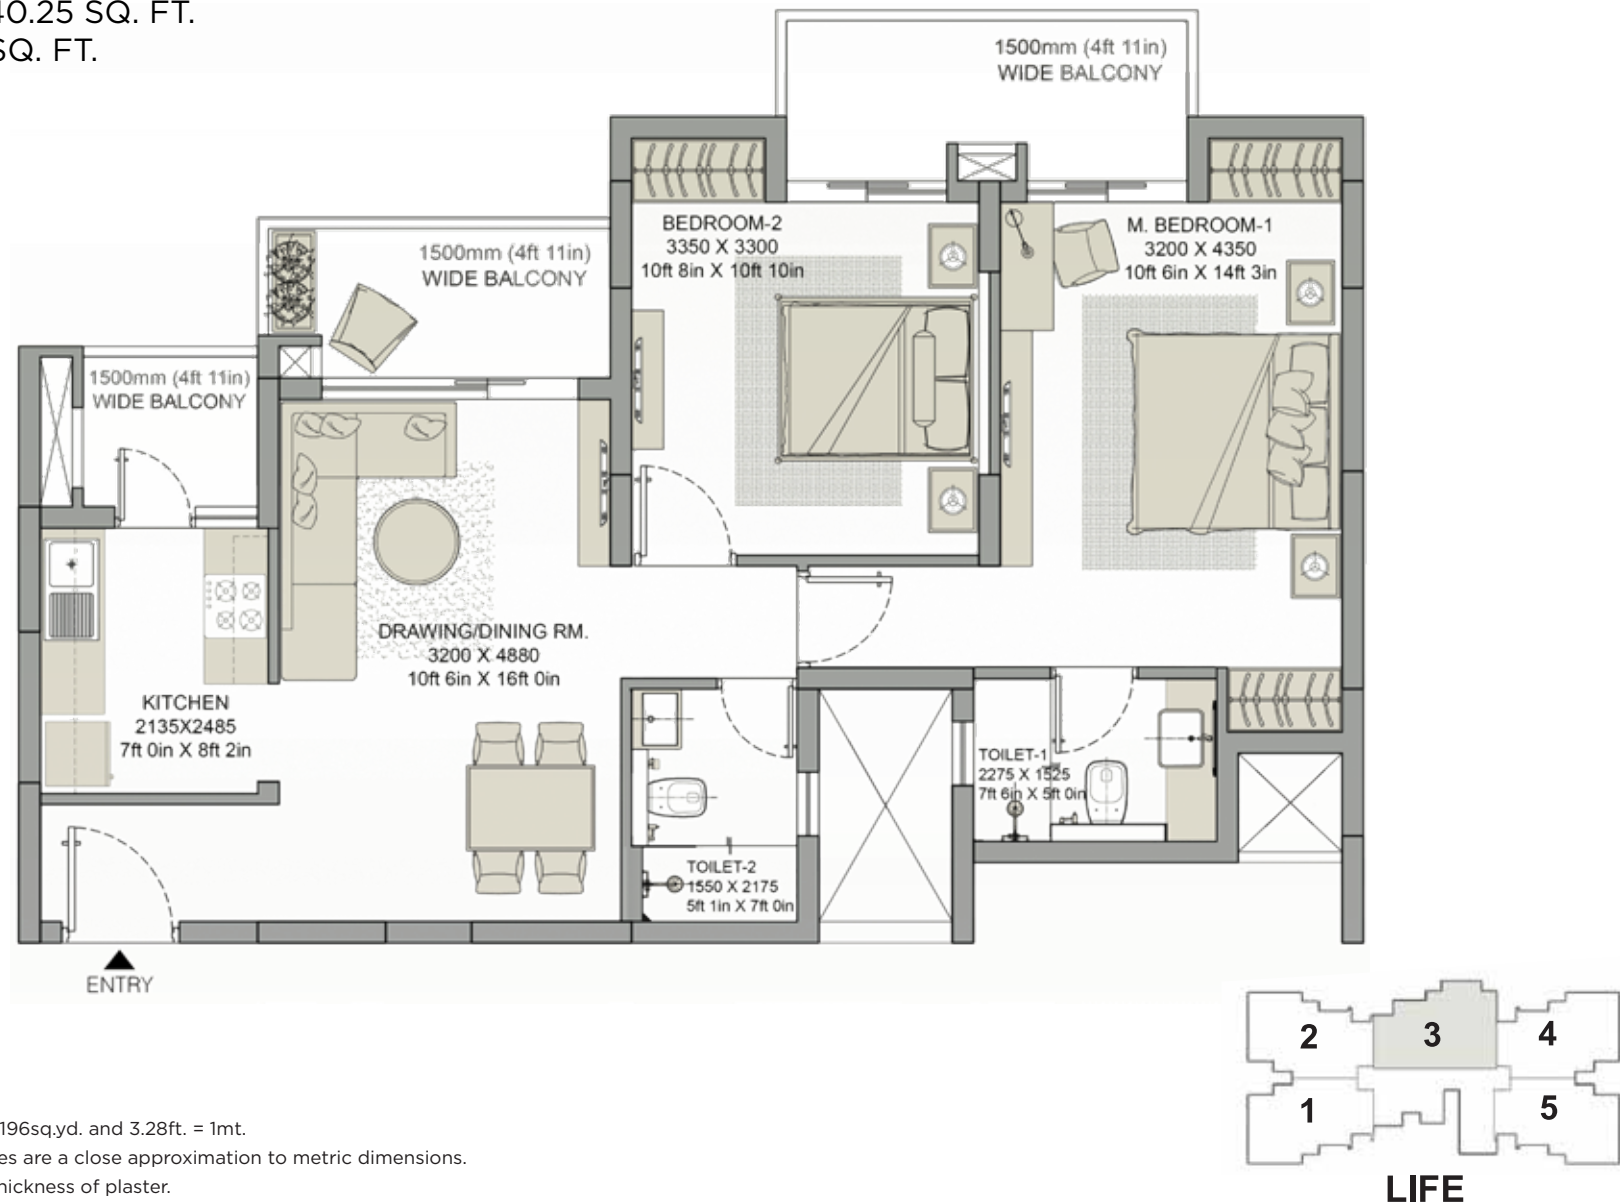 40.25 SQ. FT.
SQ. FT.
1500mm (4ft 11in)
WIDE BALCONY
BEDROOM-2
3350 X 3300
10ft 8in X 10ft 10in
M. BEDROOM-1
3200 X 4350
10ft 6in X 14ft 3in
1500mm (4ft 11in)
WIDE BALCONY
1500mm (4ft 11in)
WIDE BALCONY
DRAWING/DINING RM.
3200 X 4880
10ft 6in X 16ft 0in
KITCHEN
2135X2485
7ft 0in X 8ft 2in
TOILET-1
2275 X 1525
7ft 6in X 5ft 0in
TOILET-2
1550 X 2175
5ft 1in X 7ft 0in
ENTRY
2
3
4
1
5
LIFE
196sq.yd. and 3.28ft. = 1mt.
es are a close approximation to metric dimensions.
hickness of plaster.